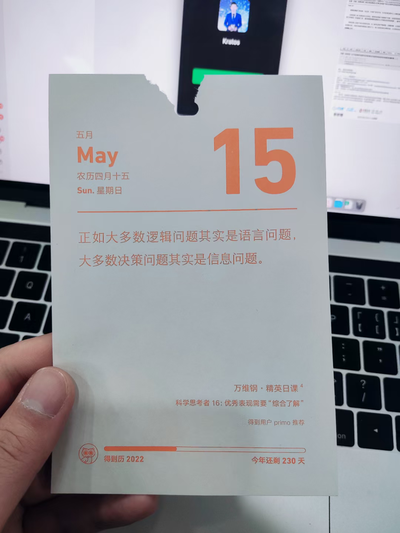 Kratos
五月
May
农历四月十五
Sun. 星期日
15
正如大多数逻辑问题其实是语言问题，
大多数决策问题其实是信息问题。
万维钢·精英日课⁴
科学思考者 16：优秀表现需要“综合了解”
得到用户 primo 推荐
得到历 2022
今年还剩 230 天